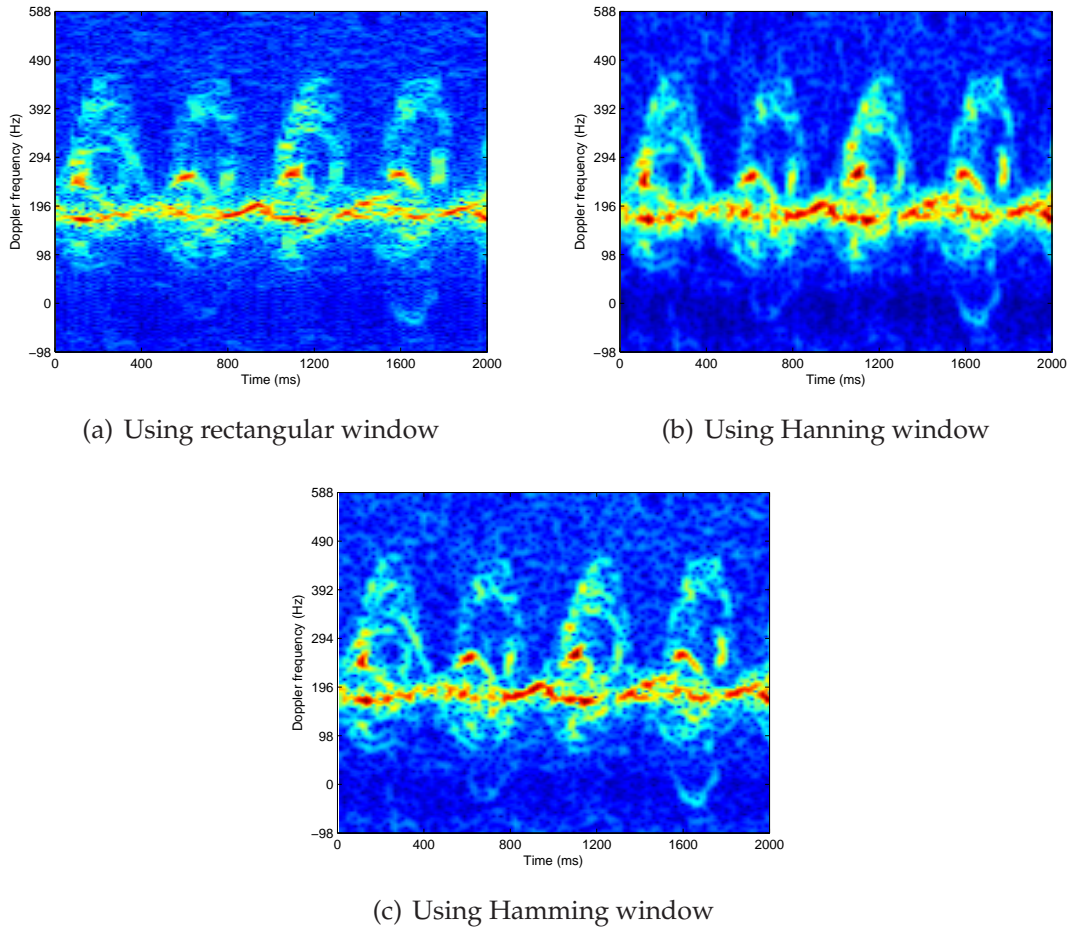 588
490
392
294
196
98
0
−98
Doppler frequency (Hz)
0 400 800 1200 1600 2000
Time (ms)
(a) Using rectangular window
588
490
392
294
196
98
0
−98
Doppler frequency (Hz)
0 400 800 1200 1600 2000
Time (ms)
(b) Using Hanning window
588
490
392
294
196
98
0
−98
Doppler frequency (Hz)
0 400 800 1200 1600 2000
Time (ms)
(c) Using Hamming window